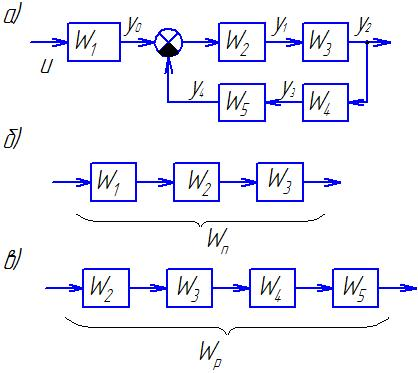 а)
W₁ y₀ W₂ y₁ W₃ y₂
u
y₄ W₅ y₃ W₄
б)
W₁ W₂ W₃
Wп
в)
W₂ W₃ W₄ W₅
Wр